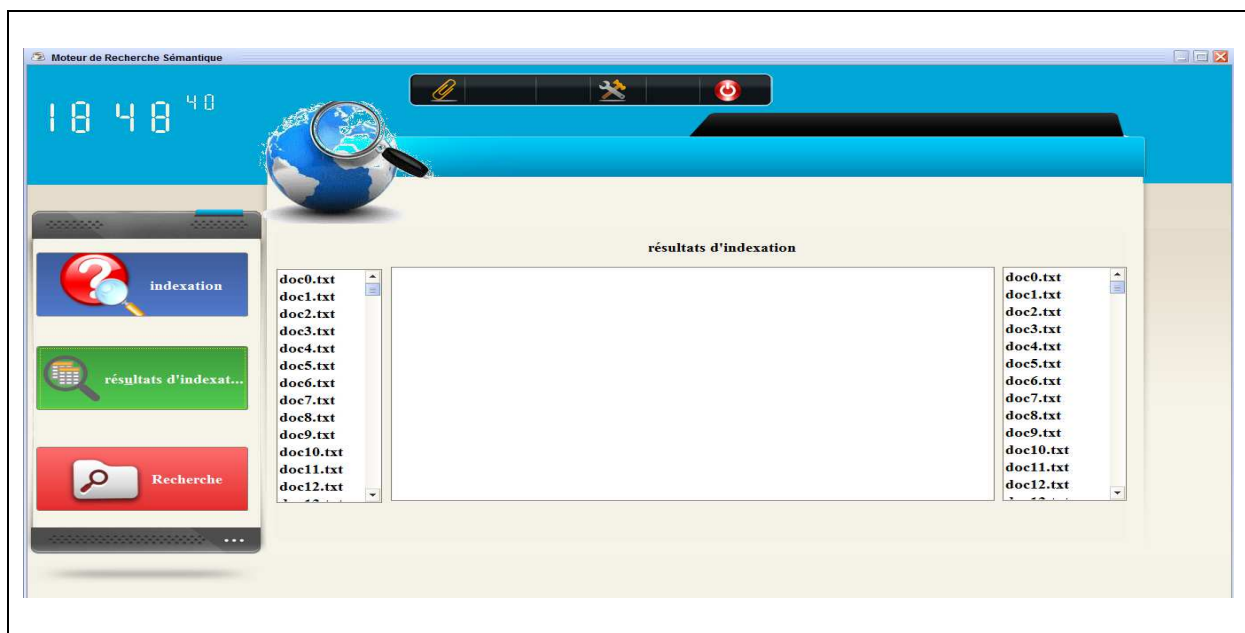 Moteur de Recherche Sémantique
18 48 40
résultats d'indexation
indexation
résultats d'indexat...
Recherche
doc0.txt
doc1.txt
doc2.txt
doc3.txt
doc4.txt
doc5.txt
doc6.txt
doc7.txt
doc8.txt
doc9.txt
doc10.txt
doc11.txt
doc12.txt
doc0.txt
doc1.txt
doc2.txt
doc3.txt
doc4.txt
doc5.txt
doc6.txt
doc7.txt
doc8.txt
doc9.txt
doc10.txt
doc11.txt
doc12.txt